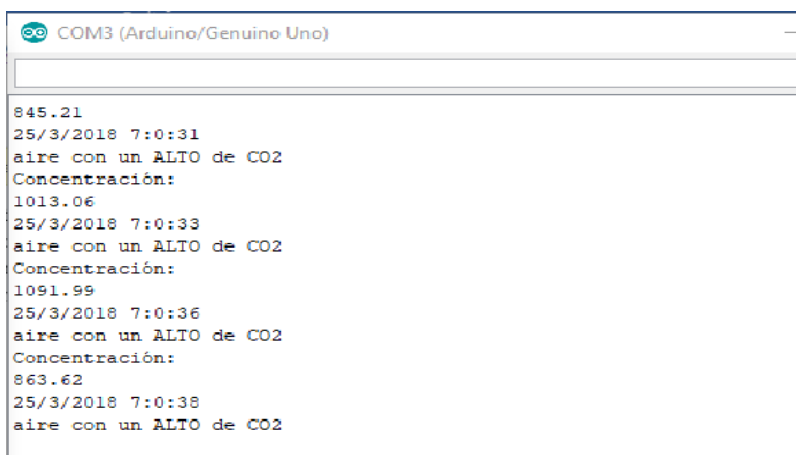 COM3 (Arduino/Genuino Uno)
845.21
25/3/2018 7:0:31
aire con un ALTO de CO2
Concentración:
1013.06
25/3/2018 7:0:33
aire con un ALTO de CO2
Concentración:
1091.99
25/3/2018 7:0:36
aire con un ALTO de CO2
Concentración:
863.62
25/3/2018 7:0:38
aire con un ALTO de CO2